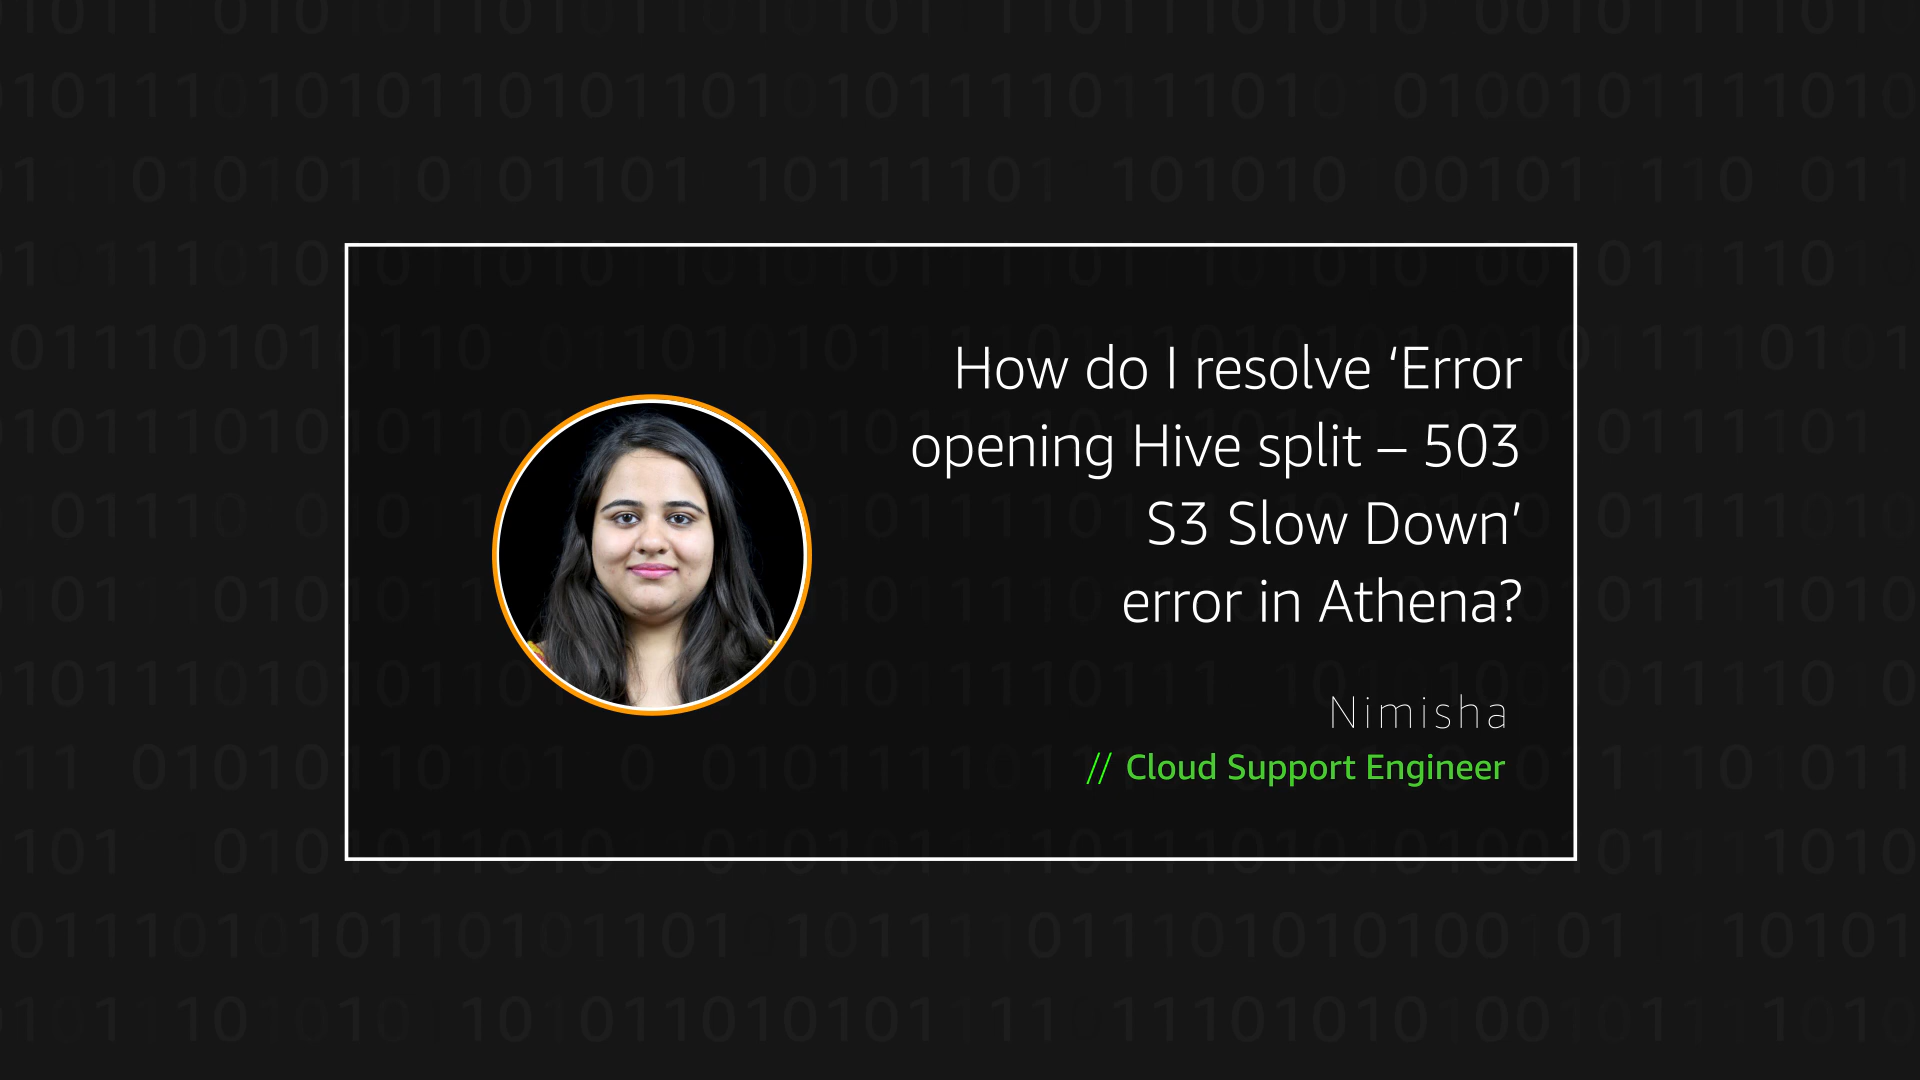 How do I resolve ‘Error
opening Hive split – 503
S3 Slow Down’
error in Athena?
Nimisha
// Cloud Support Engineer